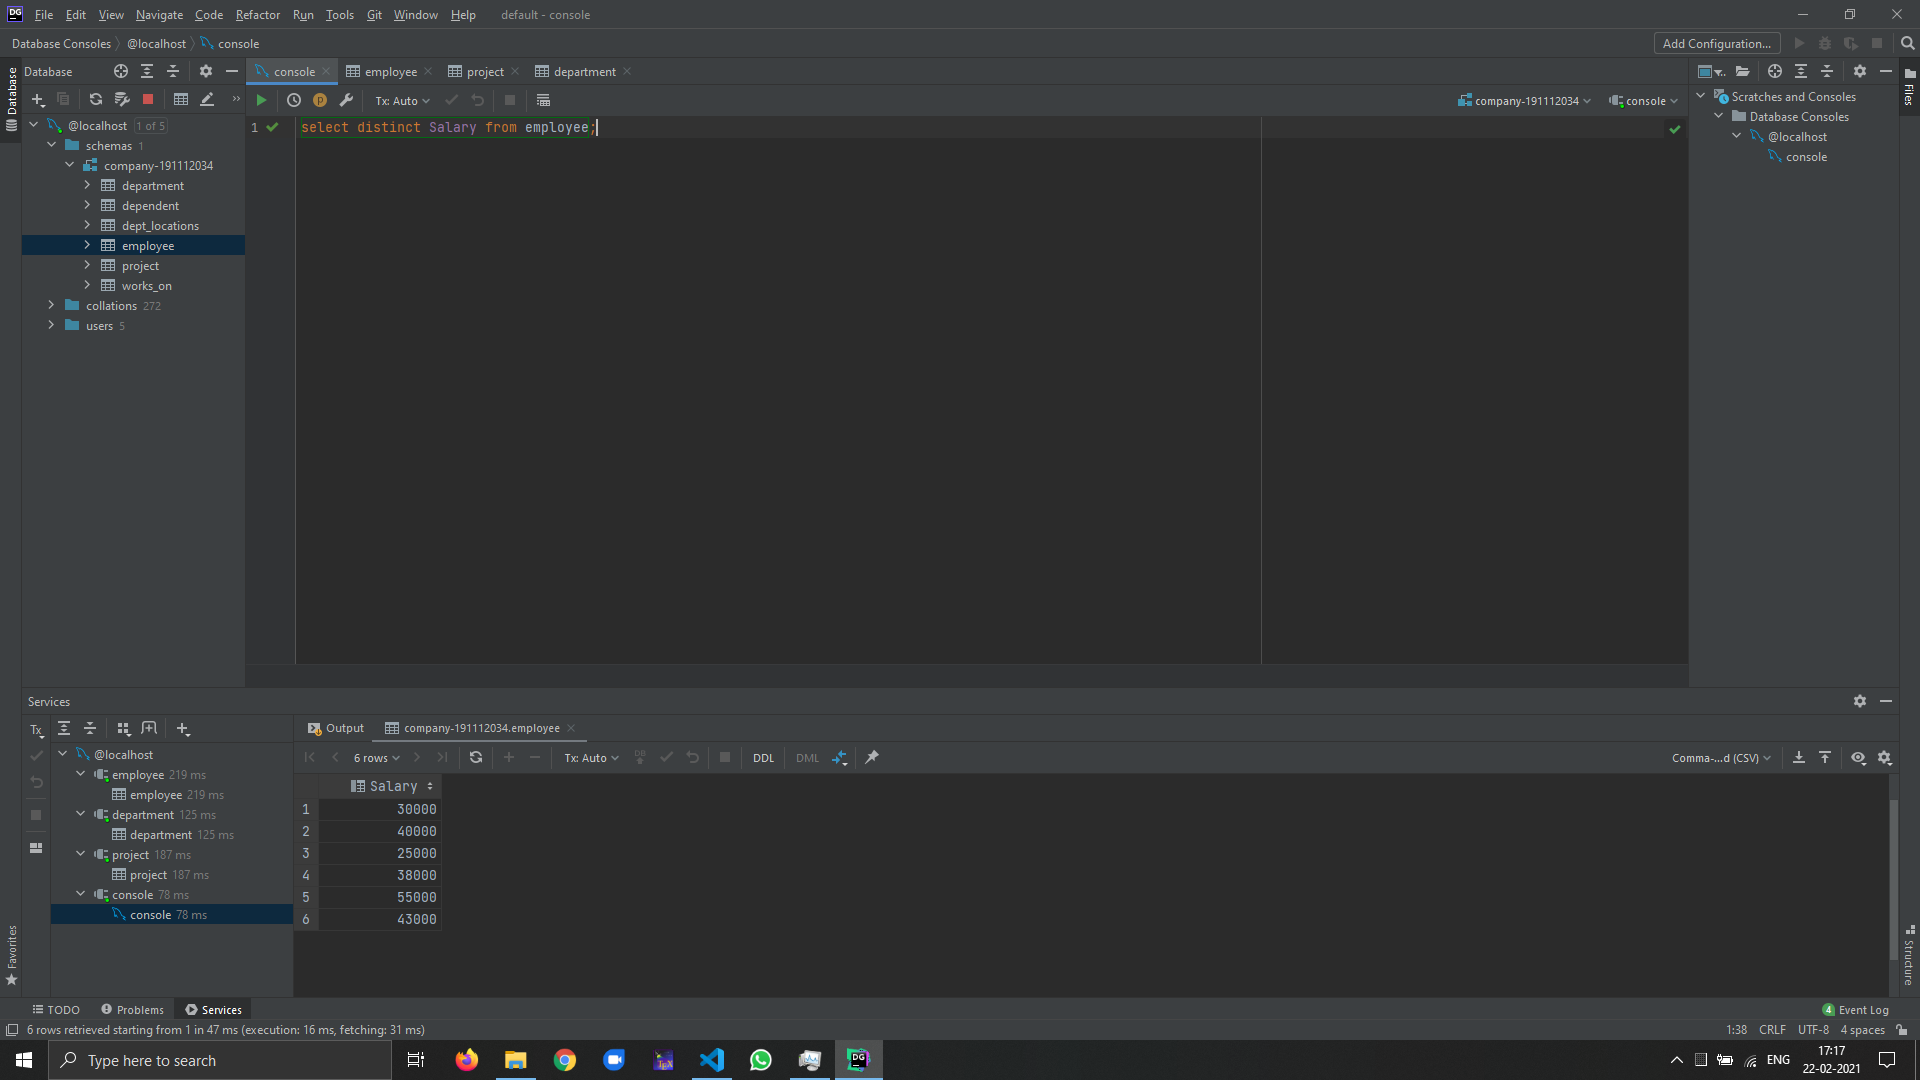 DG File Edit View Navigate Code Refactor Run Tools Git Window Help default - console
Database Consoles @localhost console Add Configuration...
Database
Database
console employee project department
Files
Tx: Auto company-191112034 console
@localhost 1 of 5
schemas 1
company-191112034
department
dependent
dept_locations
employee
project
works_on
collations 272
users 5
1 select distinct Salary from employee;
Scratches and Consoles
Database Consoles
@localhost
console
Services
Tx
@localhost
employee 219 ms
employee 219 ms
department 125 ms
department 125 ms
project 187 ms
project 187 ms
console 78 ms
console 78 ms
Output company-191112034.employee
6 rows Tx: Auto DB DDL DML Comma-...d (CSV)
Salary
1 30000
2 40000
3 25000
4 38000
5 55000
6 43000
Favorites
Structure
TODO Problems Services 4 Event Log
6 rows retrieved starting from 1 in 47 ms (execution: 16 ms, fetching: 31 ms) 1:38 CRLF UTF-8 4 spaces
Type here to search TEX DG ENG 17:17
22-02-2021